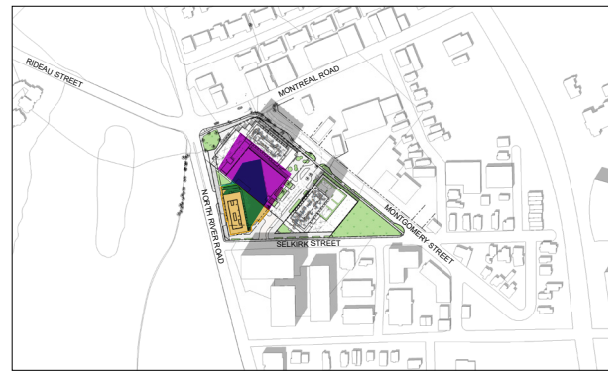 RIDEAU STREET
MONTREAL ROAD
NORTH RIVER ROAD
MONTGOMERY STREET
SELKIRK STREET